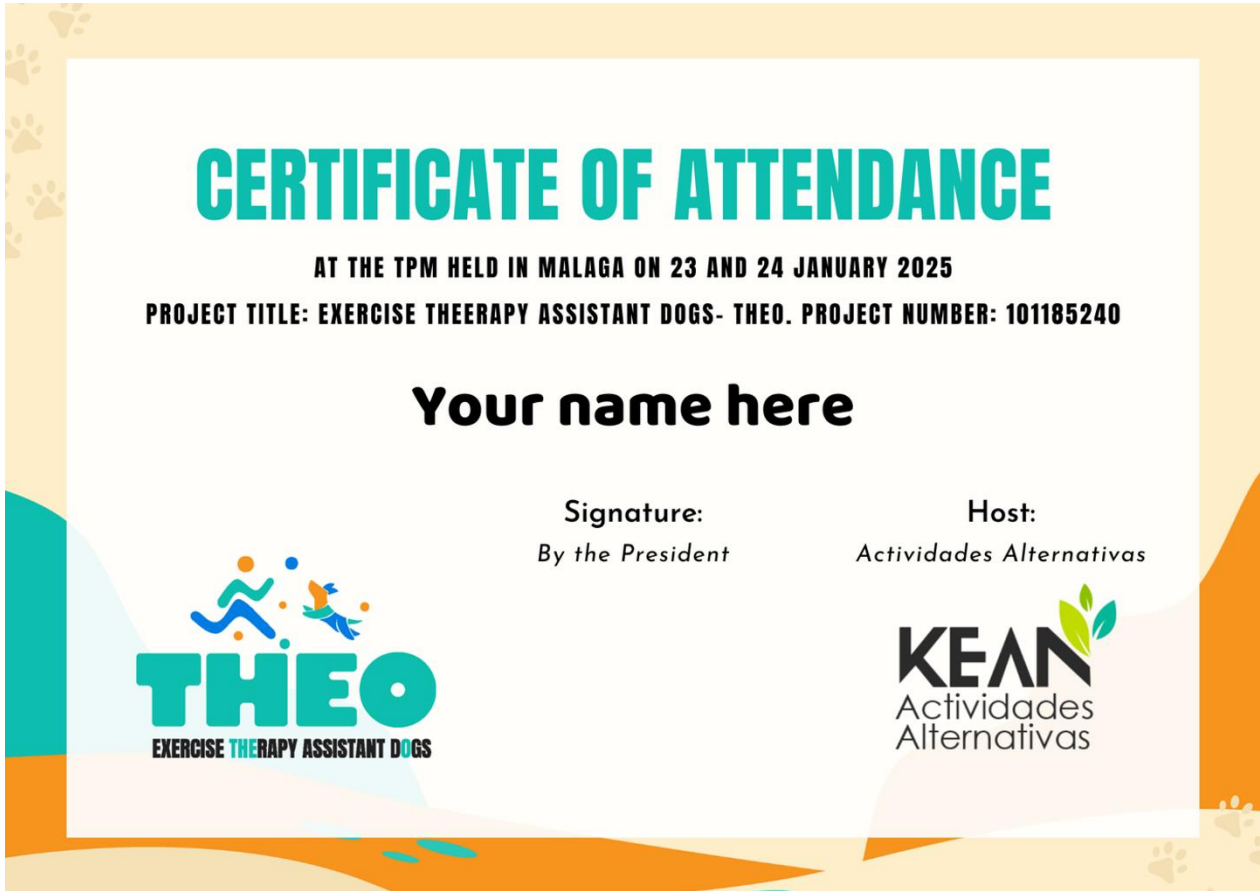 CERTIFICATE OF ATTENDANCE
AT THE TPM HELD IN MALAGA ON 23 AND 24 JANUARY 2025
PROJECT TITLE: EXERCISE THEERAPY ASSISTANT DOGS- THEO. PROJECT NUMBER: 101185240
Your name here
Signature:
By the President
Host:
Actividades Alternativas
THEO
EXERCISE THERAPY ASSISTANT DOGS
KEAN
Actividades
Alternativas